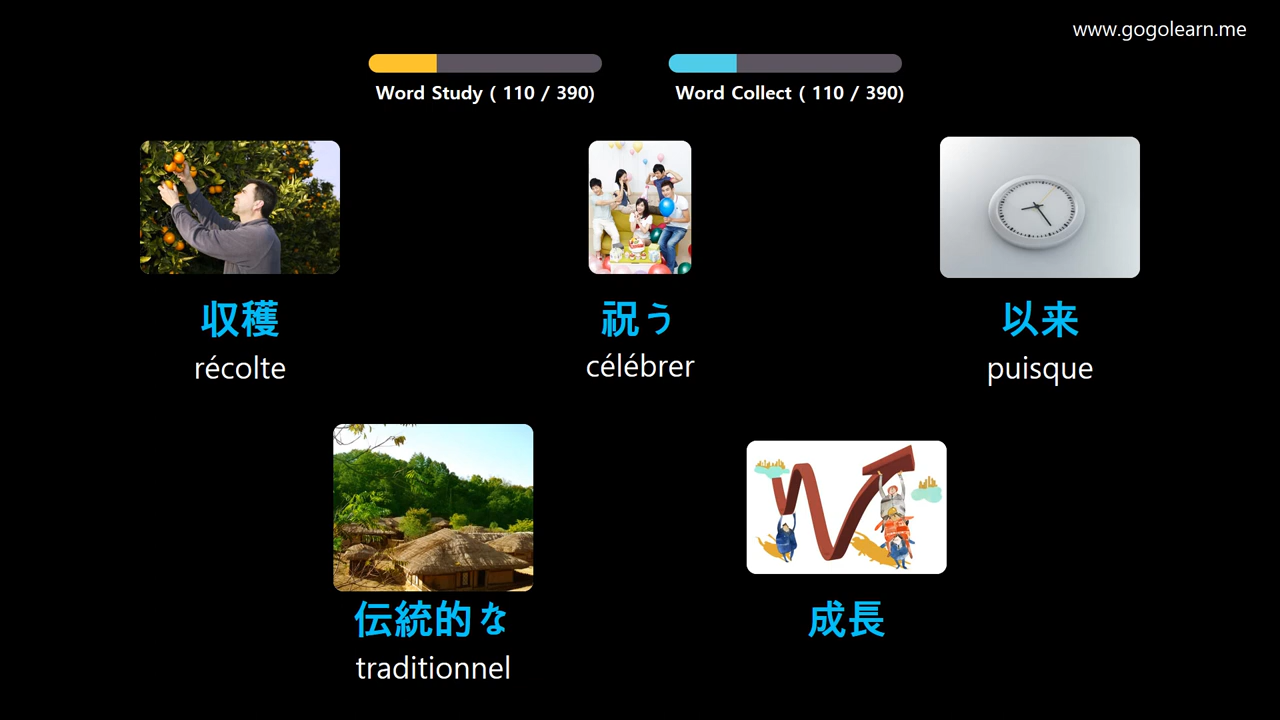 www.gogolearn.me
Word Study ( 110 / 390)
Word Collect ( 110 / 390)
収穫
récolte
祝う
célébrer
以来
puisque
伝統的な
traditionnel
成長